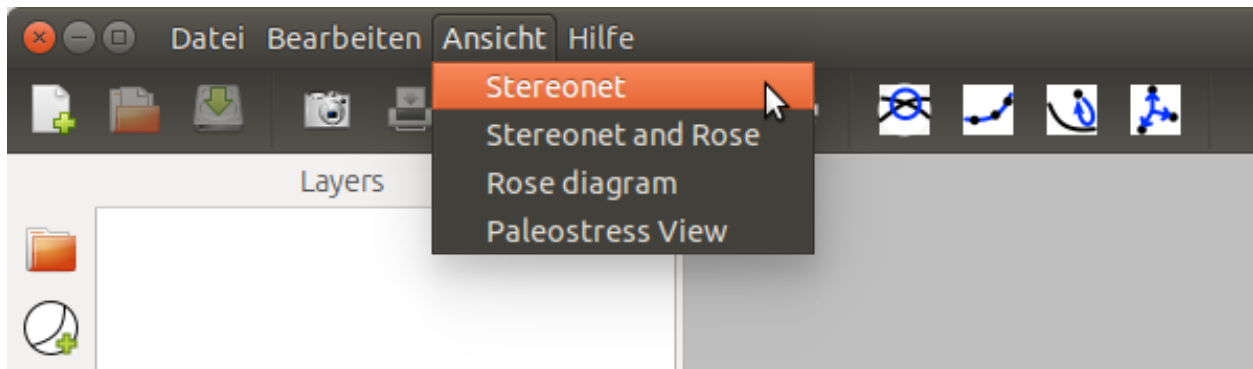 Datei Bearbeiten Ansicht Hilfe
Stereonet
Stereonet and Rose
Rose diagram
Paleostress View
Layers